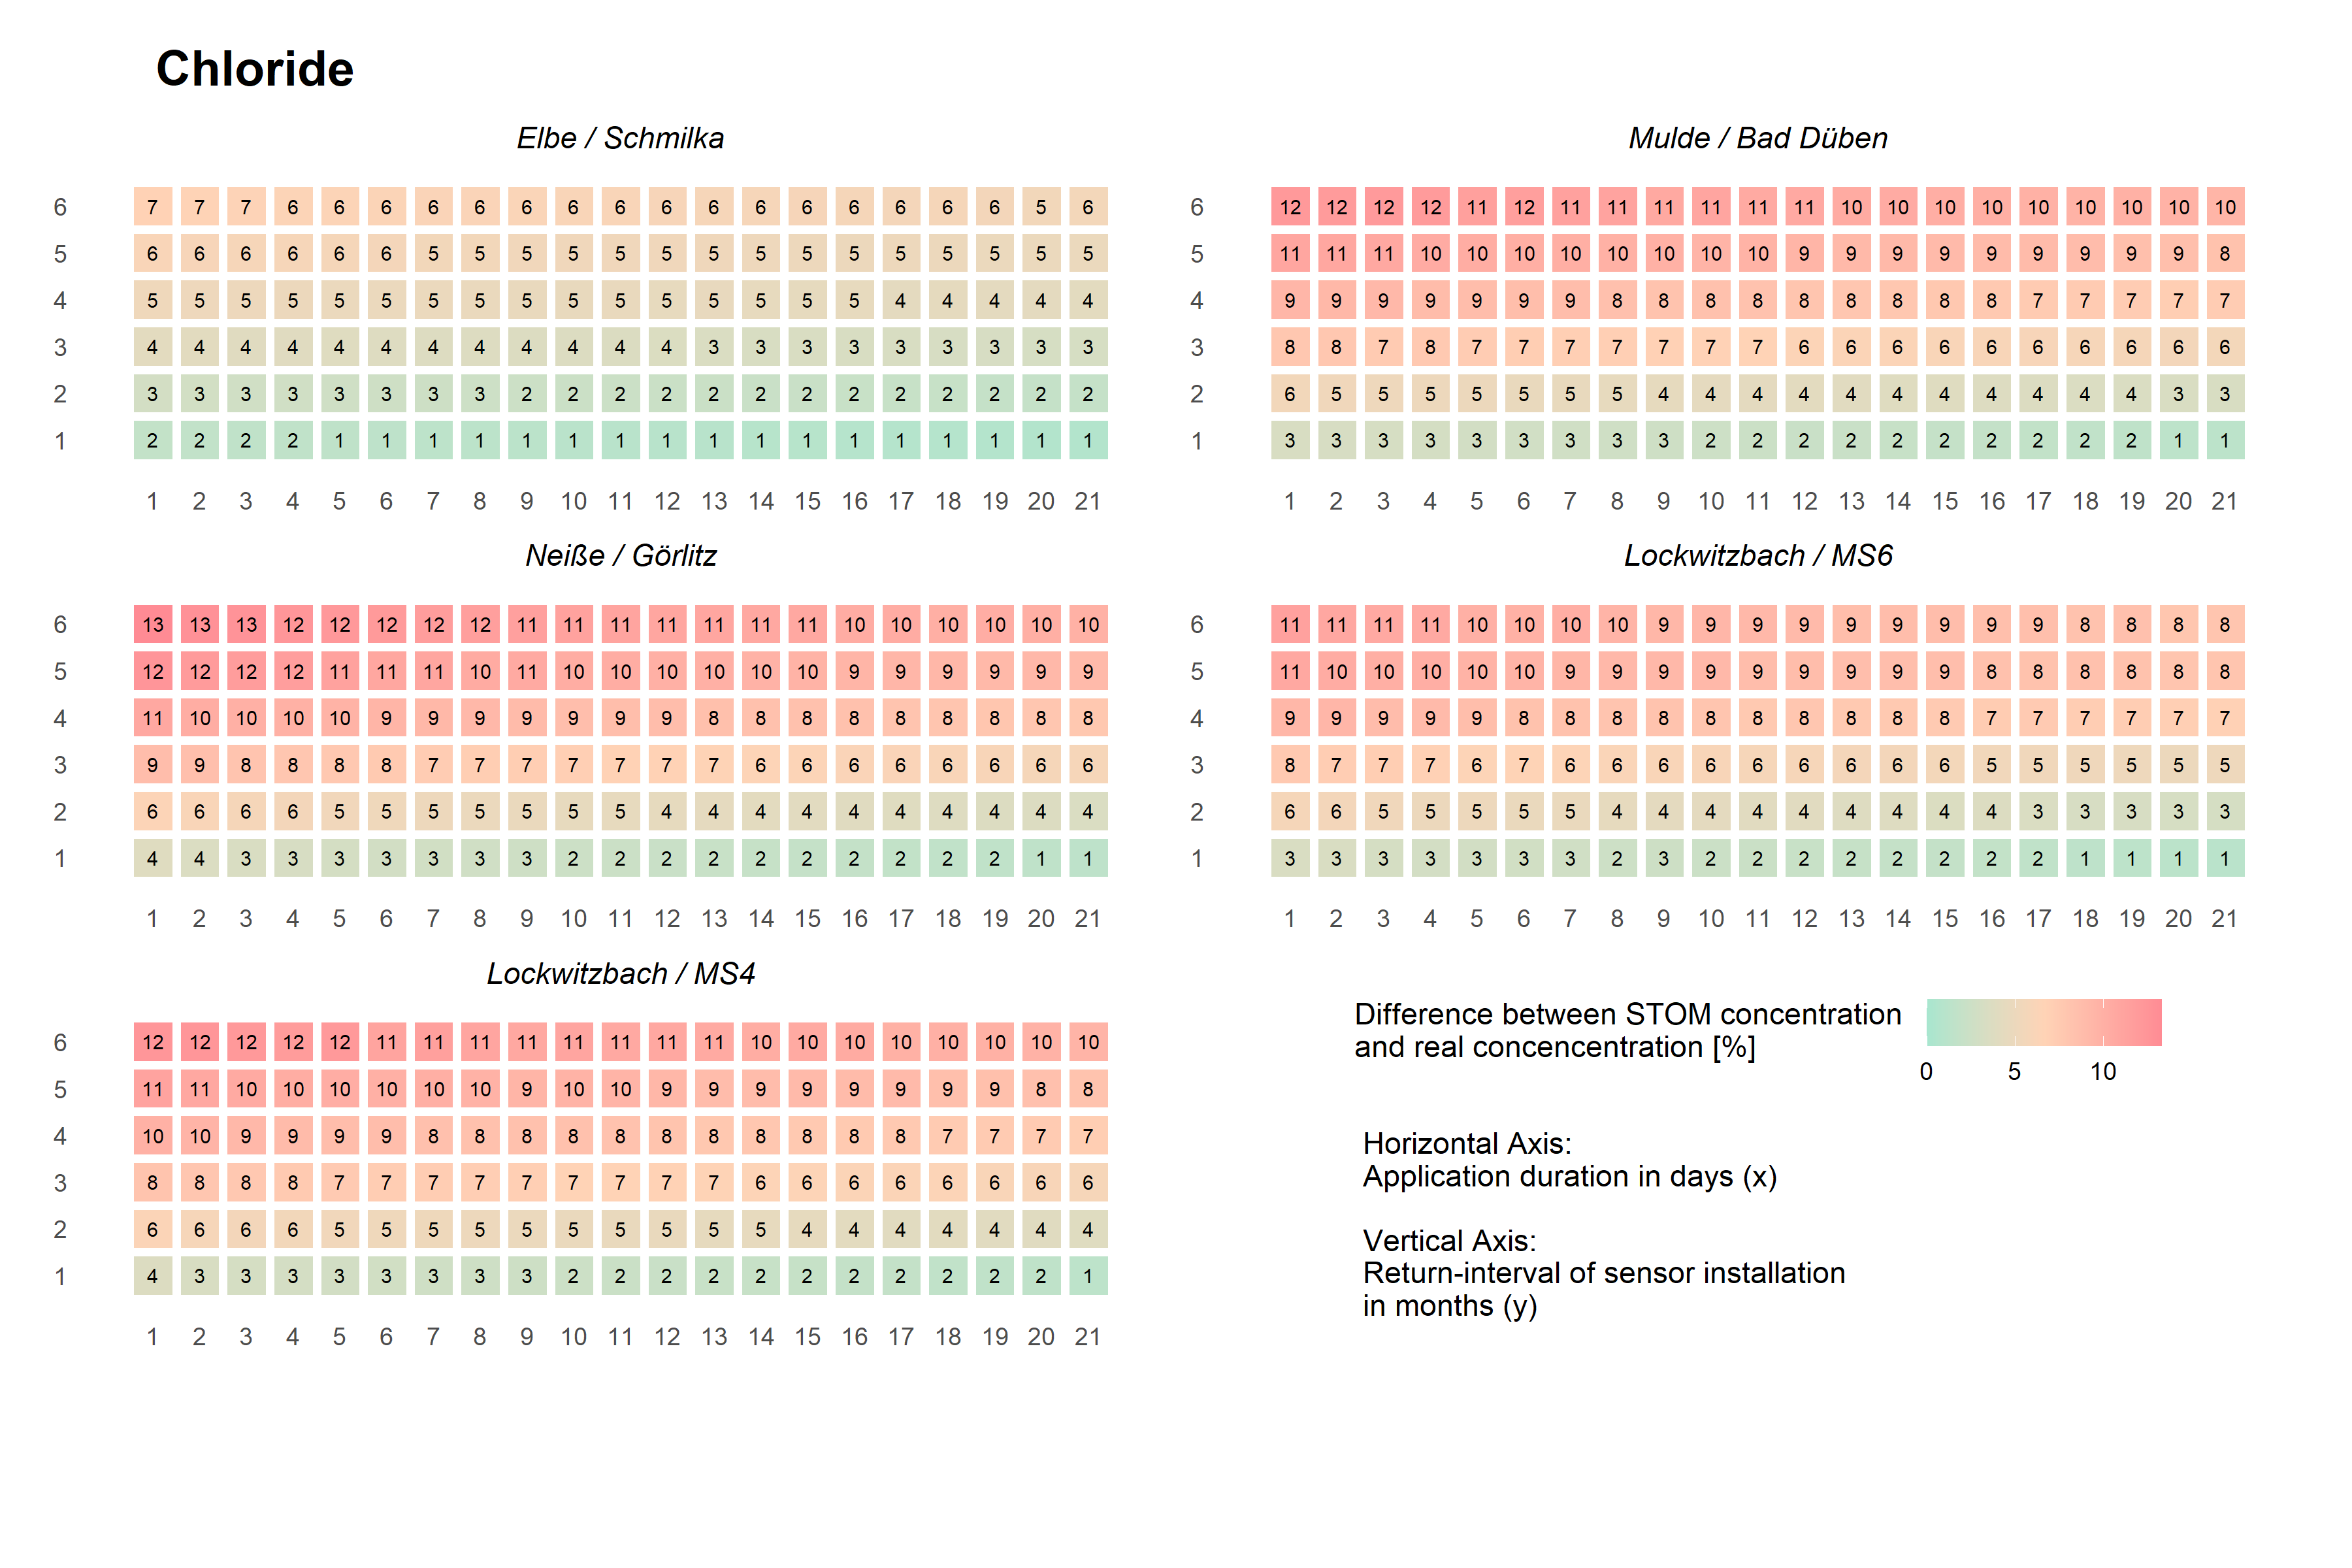 Chloride
Elbe / Schmilka
6 7 7 7 6 6 6 6 6 6 6 6 6 6 6 6 6 6 6 6 5 6
5 6 6 6 6 6 6 5 5 5 5 5 5 5 5 5 5 5 5 5 5 5
4 5 5 5 5 5 5 5 5 5 5 5 5 5 5 5 5 4 4 4 4 4
3 4 4 4 4 4 4 4 4 4 4 4 4 3 3 3 3 3 3 3 3 3
2 3 3 3 3 3 3 3 3 2 2 2 2 2 2 2 2 2 2 2 2 2
1 2 2 2 2 1 1 1 1 1 1 1 1 1 1 1 1 1 1 1 1 1
1 2 3 4 5 6 7 8 9 10 11 12 13 14 15 16 17 18 19 20 21
Mulde / Bad Düben
6 12 12 12 12 11 12 11 11 11 11 11 11 10 10 10 10 10 10 10 10 10
5 11 11 11 10 10 10 10 10 10 10 10 9 9 9 9 9 9 9 9 9 8
4 9 9 9 9 9 9 9 8 8 8 8 8 8 8 8 8 7 7 7 7 7
3 8 8 7 8 7 7 7 7 7 7 7 6 6 6 6 6 6 6 6 6 6
2 6 5 5 5 5 5 5 5 4 4 4 4 4 4 4 4 4 4 4 3 3
1 3 3 3 3 3 3 3 3 3 2 2 2 2 2 2 2 2 2 2 1 1
1 2 3 4 5 6 7 8 9 10 11 12 13 14 15 16 17 18 19 20 21
Neiße / Görlitz
6 13 13 13 12 12 12 12 12 11 11 11 11 11 11 11 10 10 10 10 10 10
5 12 12 12 12 11 11 11 10 11 10 10 10 10 10 10 9 9 9 9 9 9
4 11 10 10 10 10 9 9 9 9 9 9 9 8 8 8 8 8 8 8 8 8
3 9 9 8 8 8 8 7 7 7 7 7 7 7 6 6 6 6 6 6 6 6
2 6 6 6 6 5 5 5 5 5 5 5 4 4 4 4 4 4 4 4 4 4
1 4 4 3 3 3 3 3 3 3 2 2 2 2 2 2 2 2 2 2 1 1
1 2 3 4 5 6 7 8 9 10 11 12 13 14 15 16 17 18 19 20 21
Lockwitzbach / MS6
6 11 11 11 11 10 10 10 10 9 9 9 9 9 9 9 9 9 8 8 8 8
5 11 10 10 10 10 10 9 9 9 9 9 9 9 9 9 8 8 8 8 8 8
4 9 9 9 9 9 8 8 8 8 8 8 8 8 8 8 7 7 7 7 7 7
3 8 7 7 7 6 7 6 6 6 6 6 6 6 6 6 5 5 5 5 5 5
2 6 6 5 5 5 5 5 4 4 4 4 4 4 4 4 4 3 3 3 3 3
1 3 3 3 3 3 3 3 2 3 2 2 2 2 2 2 2 2 1 1 1 1
1 2 3 4 5 6 7 8 9 10 11 12 13 14 15 16 17 18 19 20 21
Lockwitzbach / MS4
6 12 12 12 12 12 11 11 11 11 11 11 11 11 10 10 10 10 10 10 10 10
5 11 11 10 10 10 10 10 10 9 10 10 9 9 9 9 9 9 9 9 8 8
4 10 10 9 9 9 9 8 8 8 8 8 8 8 8 8 8 8 7 7 7 7
3 8 8 8 8 7 7 7 7 7 7 7 7 7 6 6 6 6 6 6 6 6
2 6 6 6 6 5 5 5 5 5 5 5 5 5 5 4 4 4 4 4 4 4
1 4 3 3 3 3 3 3 3 3 2 2 2 2 2 2 2 2 2 2 2 1
1 2 3 4 5 6 7 8 9 10 11 12 13 14 15 16 17 18 19 20 21
Difference between STOM concentration
and real concencentration [%]
0 5 10
Horizontal Axis:
Application duration in days (x)
Vertical Axis:
Return-interval of sensor installation
in months (y)